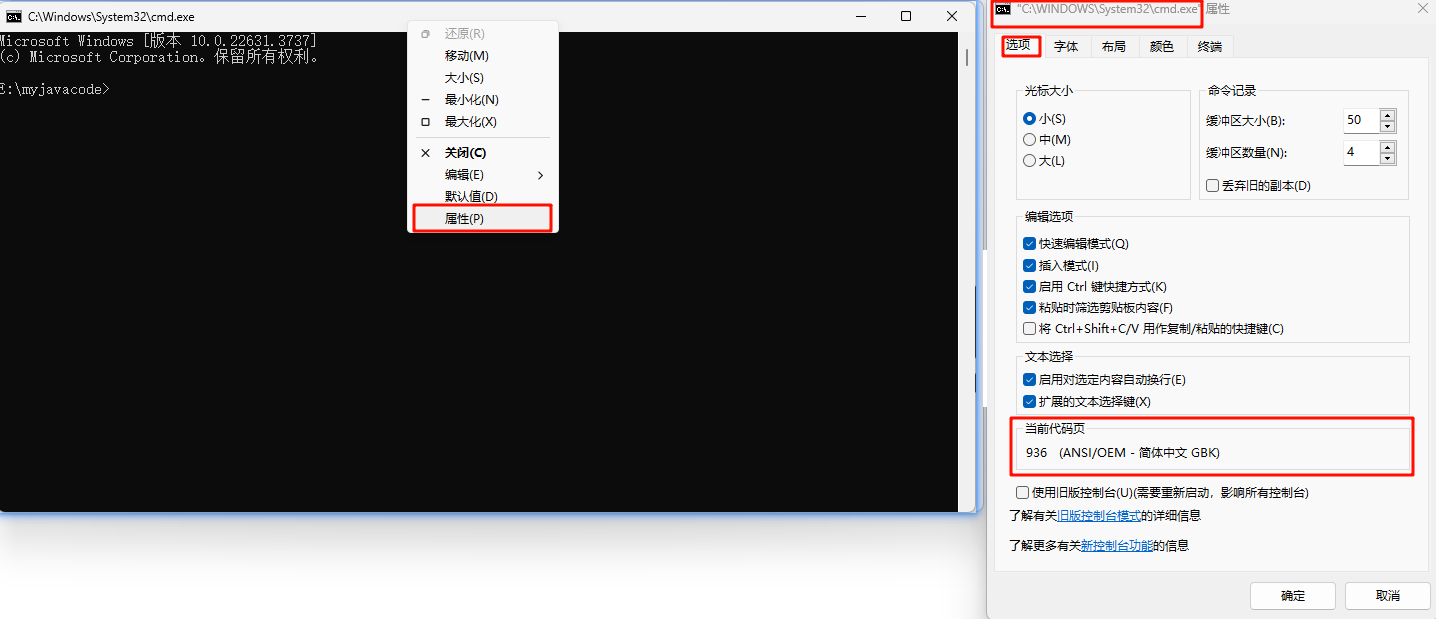 C:\Windows\System32\cmd.exe
Microsoft Windows [版本 10.0.22631.3737]
(c) Microsoft Corporation。保留所有权利。
E:\myjavacode>
还原(R)
移动(M)
大小(S)
最小化(N)
最大化(X)
关闭(C)
编辑(E)
默认值(D)
属性(P)
"C:\WINDOWS\System32\cmd.exe" 属性
选项 字体 布局 颜色 终端
光标大小
小(S)
中(M)
大(L)
命令记录
缓冲区大小(B): 50
缓冲区数量(N): 4
丢弃旧的副本(D)
编辑选项
快速编辑模式(Q)
插入模式(I)
启用 Ctrl 键快捷方式(K)
粘贴时筛选剪贴板内容(F)
将 Ctrl+Shift+C/V 用作复制/粘贴的快捷键(C)
文本选择
启用对选定内容自动换行(E)
扩展的文本选择键(X)
当前代码页
936 (ANSI/OEM - 简体中文 GBK)
使用旧版控制台(U)(需要重新启动，影响所有控制台)
了解有关旧版控制台模式的详细信息
了解更多有关新控制台功能的信息
确定 取消